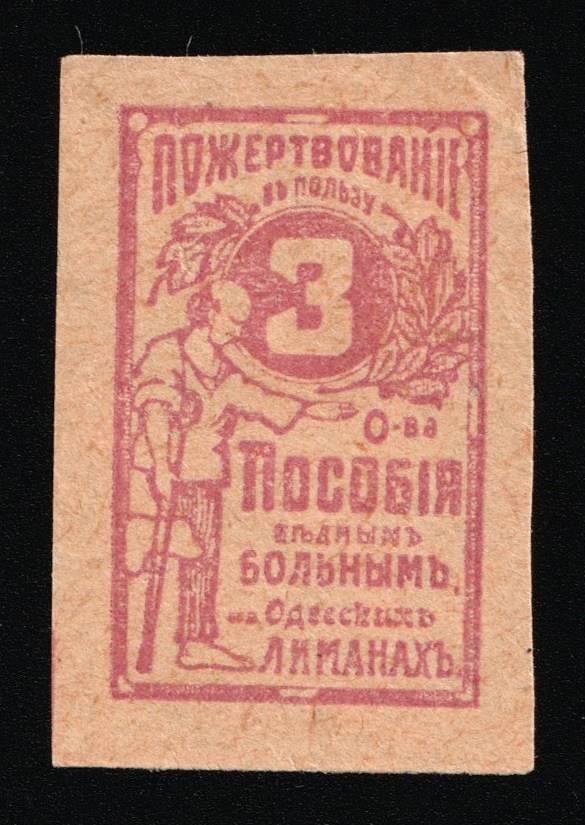 ПОЖЕРТВОВАНІЕ
въ пользу
3
О-ва
ПОСОБІЯ
бѣднымъ
БОЛЬНЫМЪ,
на Одесскихъ
ЛИМАНАХЪ.